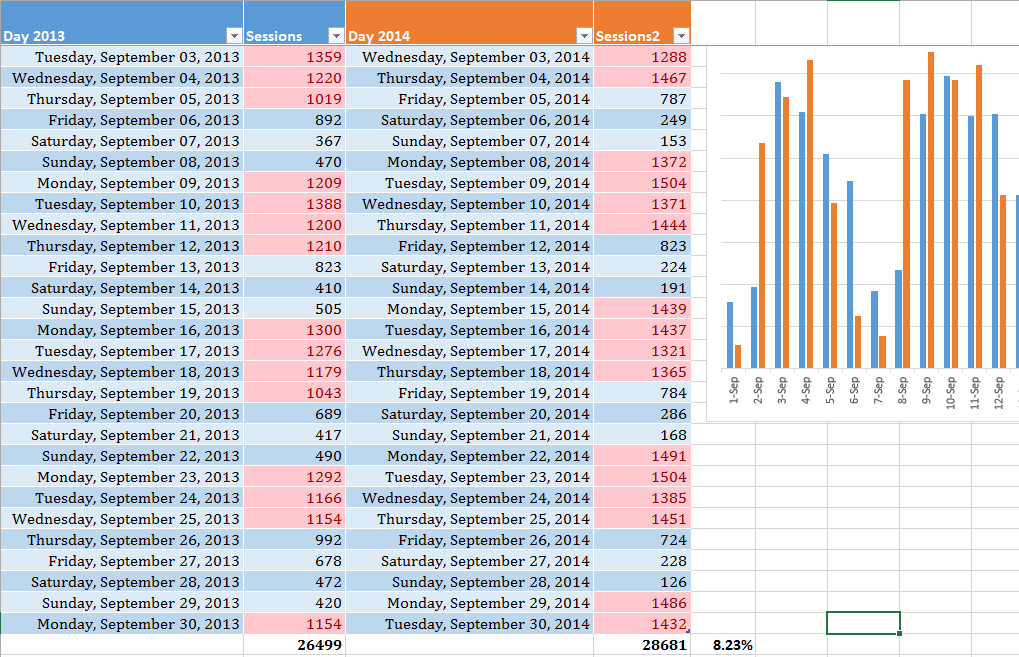 Day 2013 Sessions Day 2014 Sessions2
Tuesday, September 03, 2013 1359 Wednesday, September 03, 2014 1288
Wednesday, September 04, 2013 1220 Thursday, September 04, 2014 1467
Thursday, September 05, 2013 1019 Friday, September 05, 2014 787
Friday, September 06, 2013 892 Saturday, September 06, 2014 249
Saturday, September 07, 2013 367 Sunday, September 07, 2014 153
Sunday, September 08, 2013 470 Monday, September 08, 2014 1372
Monday, September 09, 2013 1209 Tuesday, September 09, 2014 1504
Tuesday, September 10, 2013 1388 Wednesday, September 10, 2014 1371
Wednesday, September 11, 2013 1200 Thursday, September 11, 2014 1444
Thursday, September 12, 2013 1210 Friday, September 12, 2014 823
Friday, September 13, 2013 823 Saturday, September 13, 2014 224
Saturday, September 14, 2013 410 Sunday, September 14, 2014 191
Sunday, September 15, 2013 505 Monday, September 15, 2014 1439
Monday, September 16, 2013 1300 Tuesday, September 16, 2014 1437
Tuesday, September 17, 2013 1276 Wednesday, September 17, 2014 1321
Wednesday, September 18, 2013 1179 Thursday, September 18, 2014 1365
Thursday, September 19, 2013 1043 Friday, September 19, 2014 784
Friday, September 20, 2013 689 Saturday, September 20, 2014 286
Saturday, September 21, 2013 417 Sunday, September 21, 2014 168
Sunday, September 22, 2013 490 Monday, September 22, 2014 1491
Monday, September 23, 2013 1292 Tuesday, September 23, 2014 1504
Tuesday, September 24, 2013 1166 Wednesday, September 24, 2014 1385
Wednesday, September 25, 2013 1154 Thursday, September 25, 2014 1451
Thursday, September 26, 2013 992 Friday, September 26, 2014 724
Friday, September 27, 2013 678 Saturday, September 27, 2014 228
Saturday, September 28, 2013 472 Sunday, September 28, 2014 126
Sunday, September 29, 2013 420 Monday, September 29, 2014 1486
Monday, September 30, 2013 1154 Tuesday, September 30, 2014 1432
26499 28681 8.23%
1-Sep
2-Sep
3-Sep
4-Sep
5-Sep
6-Sep
7-Sep
8-Sep
9-Sep
10-Sep
11-Sep
12-Sep